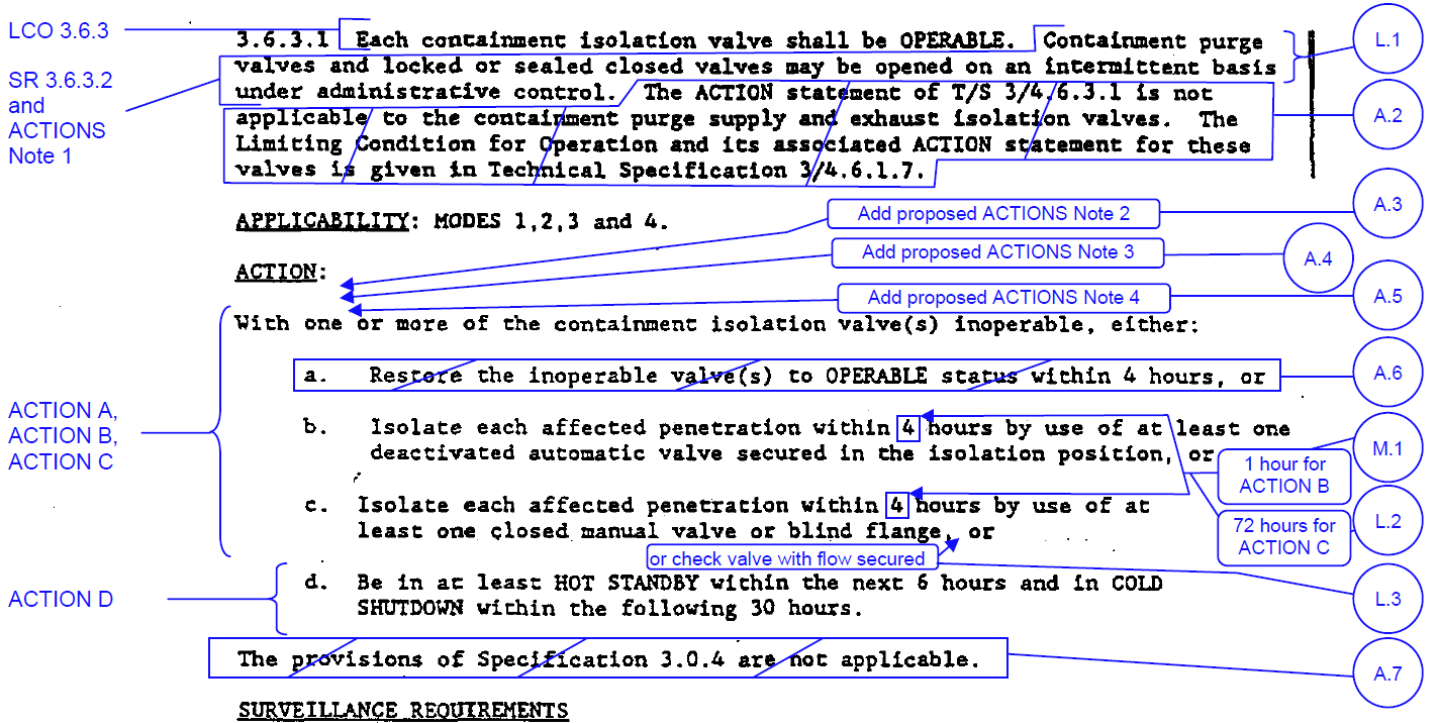 LCO 3.6.3
3.6.3.1 Each containment isolation valve shall be OPERABLE. Containment purge
valves and locked or sealed closed valves may be opened on an intermittent basis
under administrative control. The ACTION statement of T/S 3/4.6.3.1 is not
applicable to the containment purge supply and exhaust isolation valves. The
Limiting Condition for Operation and its associated ACTION statement for these
valves is given in Technical Specification 3/4.6.1.7.
L.1
SR 3.6.3.2
and
ACTIONS
Note 1
A.2
APPLICABILITY: MODES 1,2,3 and 4.
Add proposed ACTIONS Note 2
A.3
ACTION:
Add proposed ACTIONS Note 3
A.4
Add proposed ACTIONS Note 4
A.5
With one or more of the containment isolation valve(s) inoperable, either:
a. Restore the inoperable valve(s) to OPERABLE status within 4 hours, or
A.6
ACTION A,
ACTION B,
ACTION C
b. Isolate each affected penetration within 4 hours by use of at least one
deactivated automatic valve secured in the isolation position, or
M.1
1 hour for
ACTION B
c. Isolate each affected penetration within 4 hours by use of at
least one closed manual valve or blind flange, or
72 hours for
ACTION C
L.2
or check valve with flow secured
L.3
ACTION D
d. Be in at least HOT STANDBY within the next 6 hours and in COLD
SHUTDOWN within the following 30 hours.
The provisions of Specification 3.0.4 are not applicable.
A.7
SURVEILLANCE REQUIREMENTS